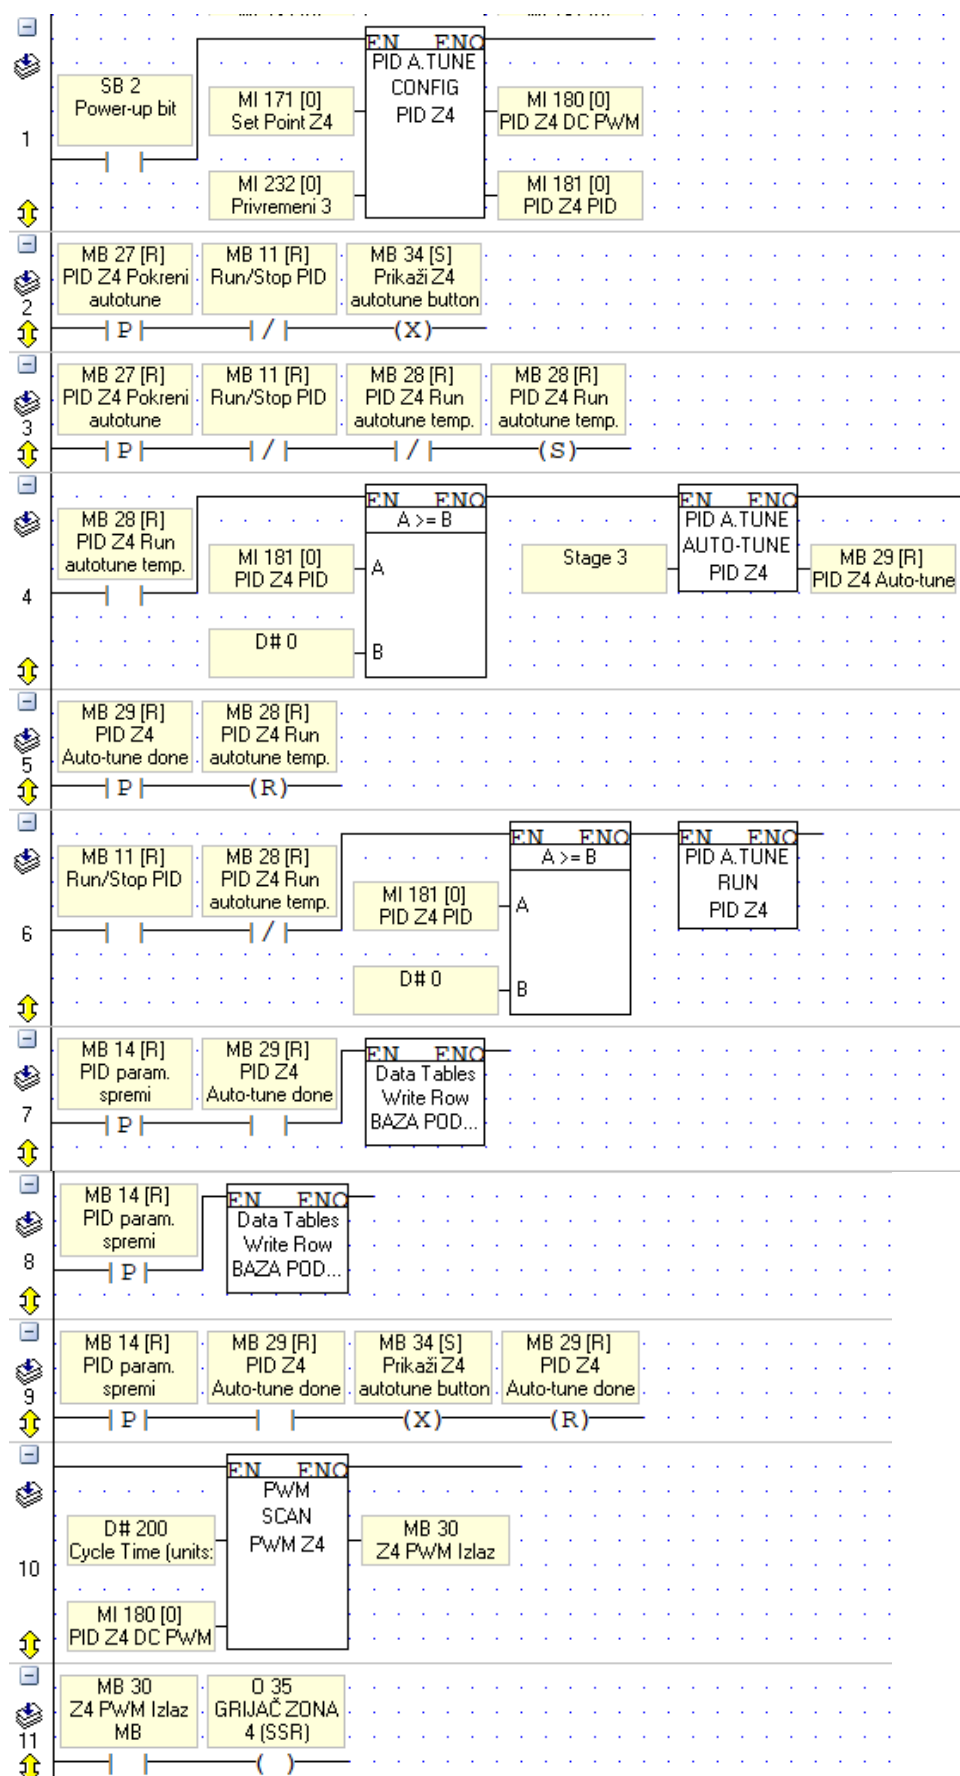 EN ENO
PID A.TUNE
CONFIG
PID Z4
SB 2
Power-up bit
MI 171 [0]
Set Point Z4
MI 180 [0]
PID Z4 DC PWM
1
MI 232 [0]
Privremeni 3
MI 181 [0]
PID Z4 PID
MB 27 [R]
PID Z4 Pokreni
autotune
MB 11 [R]
Run/Stop PID
MB 34 [S]
Prikaži Z4
autotune button
2
P
/
(X)
MB 27 [R]
PID Z4 Pokreni
autotune
MB 11 [R]
Run/Stop PID
MB 28 [R]
PID Z4 Run
autotune temp.
MB 28 [R]
PID Z4 Run
autotune temp.
3
P
/
/
(S)
EN ENO
A >= B
EN ENO
PID A.TUNE
AUTO-TUNE
PID Z4
MB 28 [R]
PID Z4 Run
autotune temp.
MI 181 [0]
PID Z4 PID
A
Stage 3
MB 29 [R]
PID Z4 Auto-tune
4
D# 0
B
MB 29 [R]
PID Z4
Auto-tune done
MB 28 [R]
PID Z4 Run
autotune temp.
5
P
(R)
EN ENO
A >= B
EN ENO
PID A.TUNE
RUN
PID Z4
MB 11 [R]
Run/Stop PID
MB 28 [R]
PID Z4 Run
autotune temp.
MI 181 [0]
PID Z4 PID
A
6
/
D# 0
B
MB 14 [R]
PID param.
spremi
MB 29 [R]
PID Z4
Auto-tune done
EN ENO
Data Tables
Write Row
BAZA POD...
7
P
MB 14 [R]
PID param.
spremi
EN ENO
Data Tables
Write Row
BAZA POD...
8
P
MB 14 [R]
PID param.
spremi
MB 29 [R]
PID Z4
Auto-tune done
MB 34 [S]
Prikaži Z4
autotune button
MB 29 [R]
PID Z4
Auto-tune done
9
P
(X)
(R)
EN ENO
PWM
SCAN
PWM Z4
D# 200
Cycle Time (units:
MB 30
Z4 PWM Izlaz
10
MI 180 [0]
PID Z4 DC PWM
MB 30
Z4 PWM Izlaz
MB
O 35
GRIJAČ ZONA
4 (SSR)
11
( )